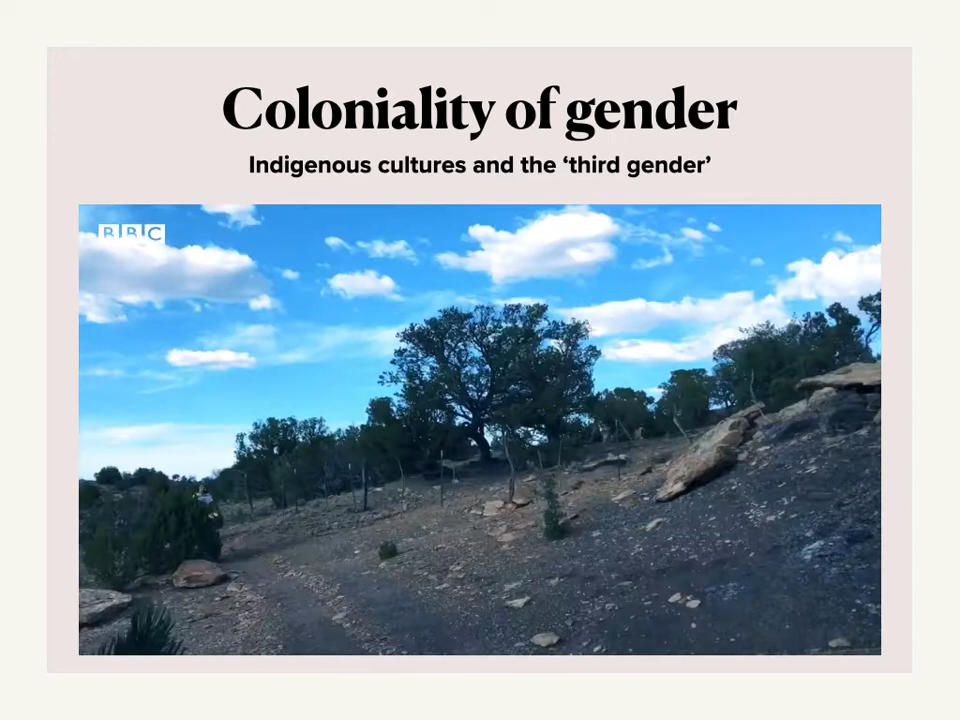 Coloniality of gender
Indigenous cultures and the ‘third gender’
BBC